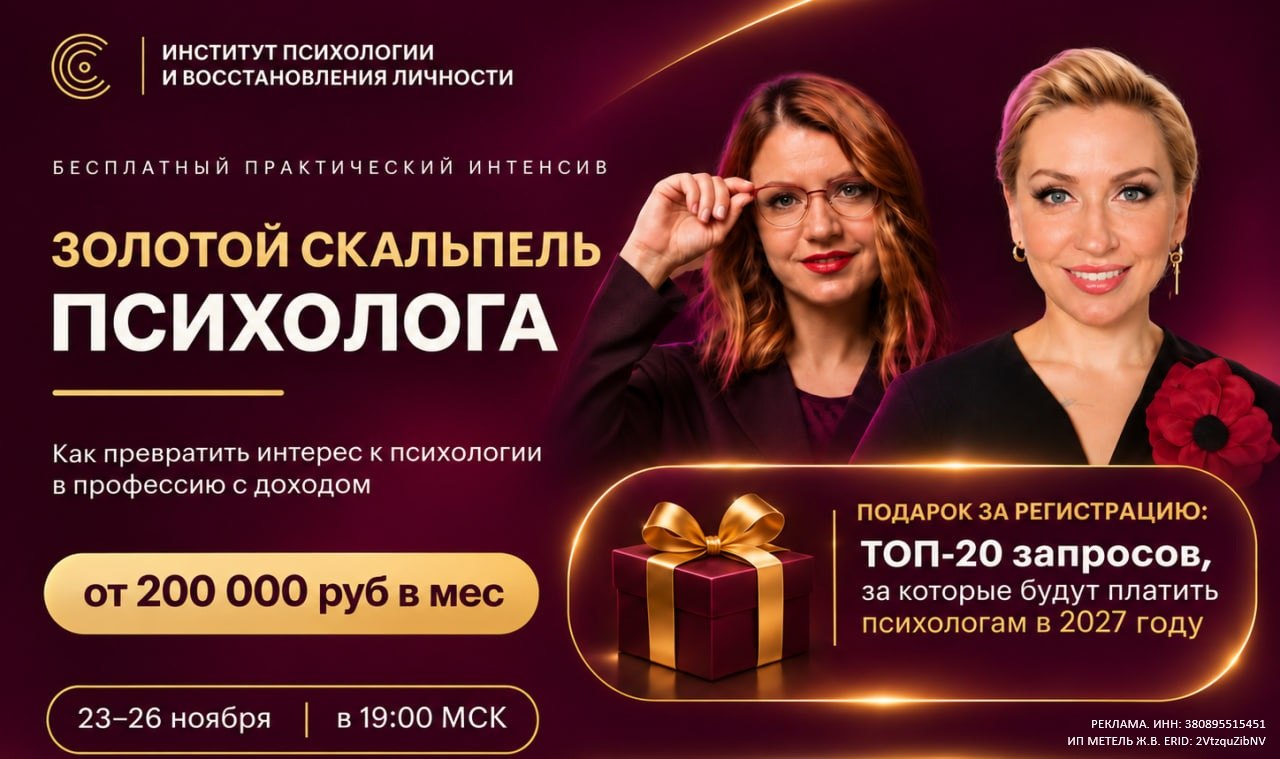 ИНСТИТУТ ПСИХОЛОГИИ
И ВОССТАНОВЛЕНИЯ ЛИЧНОСТИ
БЕСПЛАТНЫЙ ПРАКТИЧЕСКИЙ ИНТЕНСИВ
ЗОЛОТОЙ СКАЛЬПЕЛЬ
ПСИХОЛОГА
Как превратить интерес к психологии
в профессию с доходом
от 200 000 руб в мес
23–26 ноября
в 19:00 МСК
ПОДАРОК ЗА РЕГИСТРАЦИЮ:
ТОП-20 запросов,
за которые будут платить
психологам в 2027 году
РЕКЛАМА. ИНН: 380895515451
ИП МЕТЕЛЬ Ж.В. ERID: 2VtzquZibNV